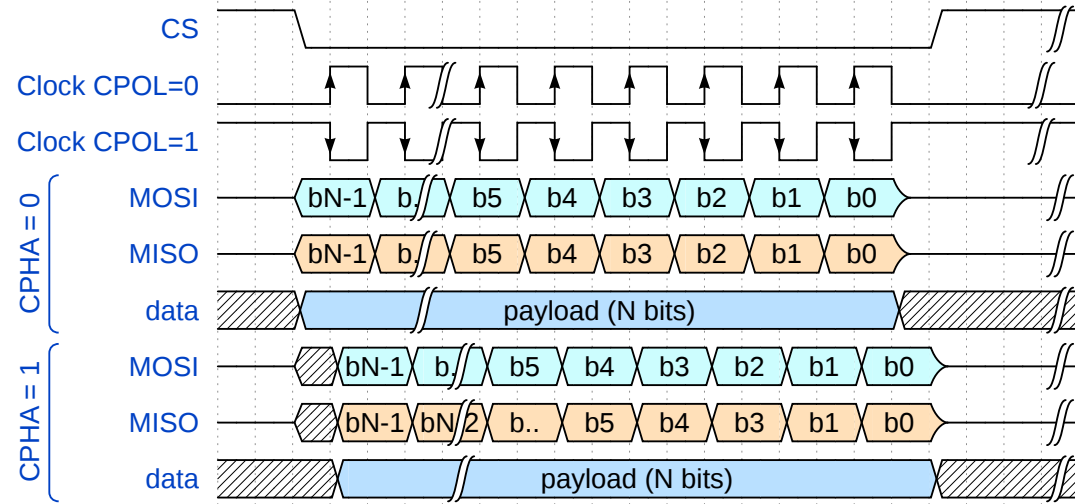 CS
Clock CPOL=0
Clock CPOL=1
CPHA = 0
MOSI bN-1 b. b5 b4 b3 b2 b1 b0
MISO bN-1 b. b5 b4 b3 b2 b1 b0
data payload (N bits)
CPHA = 1
MOSI bN-1 b. b5 b4 b3 b2 b1 b0
MISO bN-1 bN 2 b.. b5 b4 b3 b1 b0
data payload (N bits)